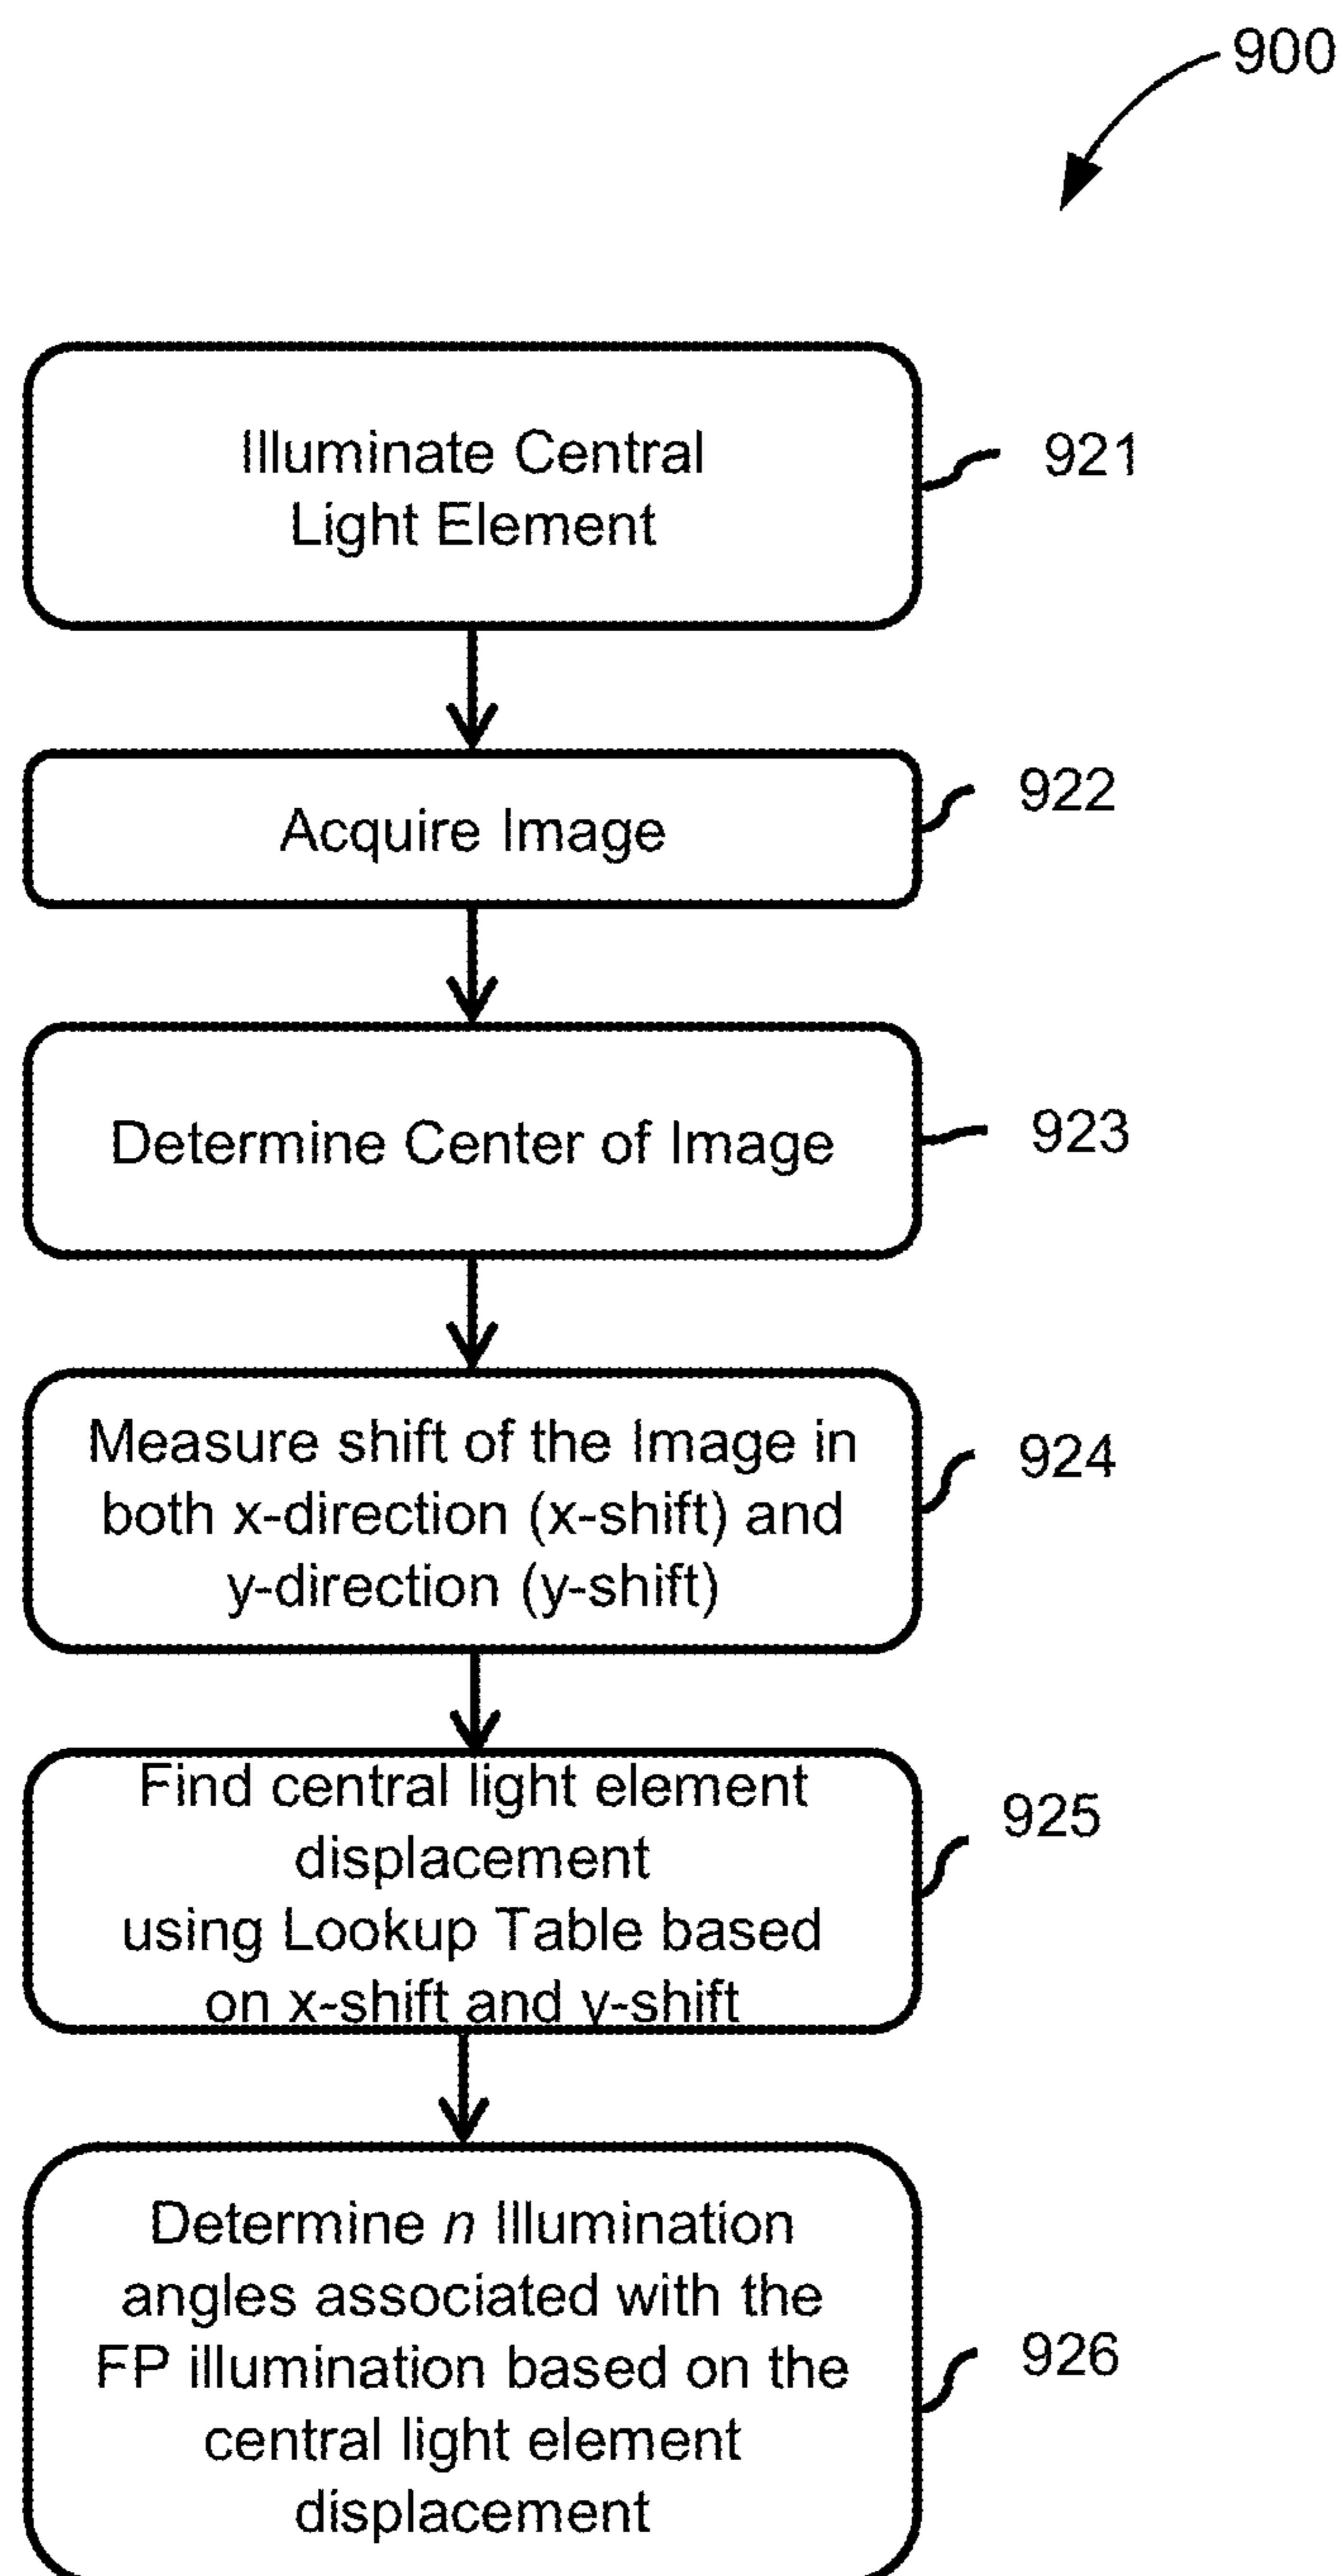 900
Illuminate Central
Light Element
921
Acquire Image
922
Determine Center of Image
923
Measure shift of the Image in
both x-direction (x-shift) and
y-direction (y-shift)
924
Find central light element
displacement
using Lookup Table based
on x-shift and y-shift
925
Determine n Illumination
angles associated with the
FP illumination based on the
central light element
displacement
926